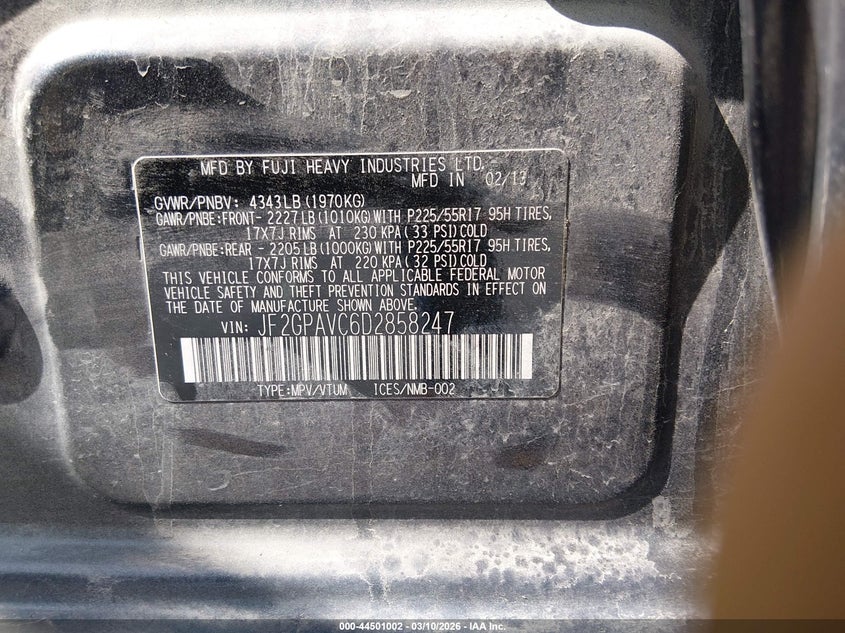 MFD BY FUJI HEAVY INDUSTRIES LTD.
MFD IN 02/13
GVWR/PNBV: 4343LB (1970KG)
GAWR/PNBE:FRONT- 2227LB (1010KG) WITH P225/55R17 95H TIRES,
17X7J RIMS AT 230 KPA (33 PSI) COLD
GAWR/PNBE:REAR - 2205LB (1000KG) WITH P225/55R17 95H TIRES,
17X7J RIMS AT 220 KPA (32 PSI) COLD
THIS VEHICLE CONFORMS TO ALL APPLICABLE FEDERAL MOTOR
VEHICLE SAFETY AND THEFT PREVENTION STANDARDS IN EFFECT ON
THE DATE OF MANUFACTURE SHOWN ABOVE.
VIN: JF2GPAVC6D2858247
TYPE:MPV/VTUM ICES/NMB-002
000-44501002 — 03/10/2026 — IAA Inc.